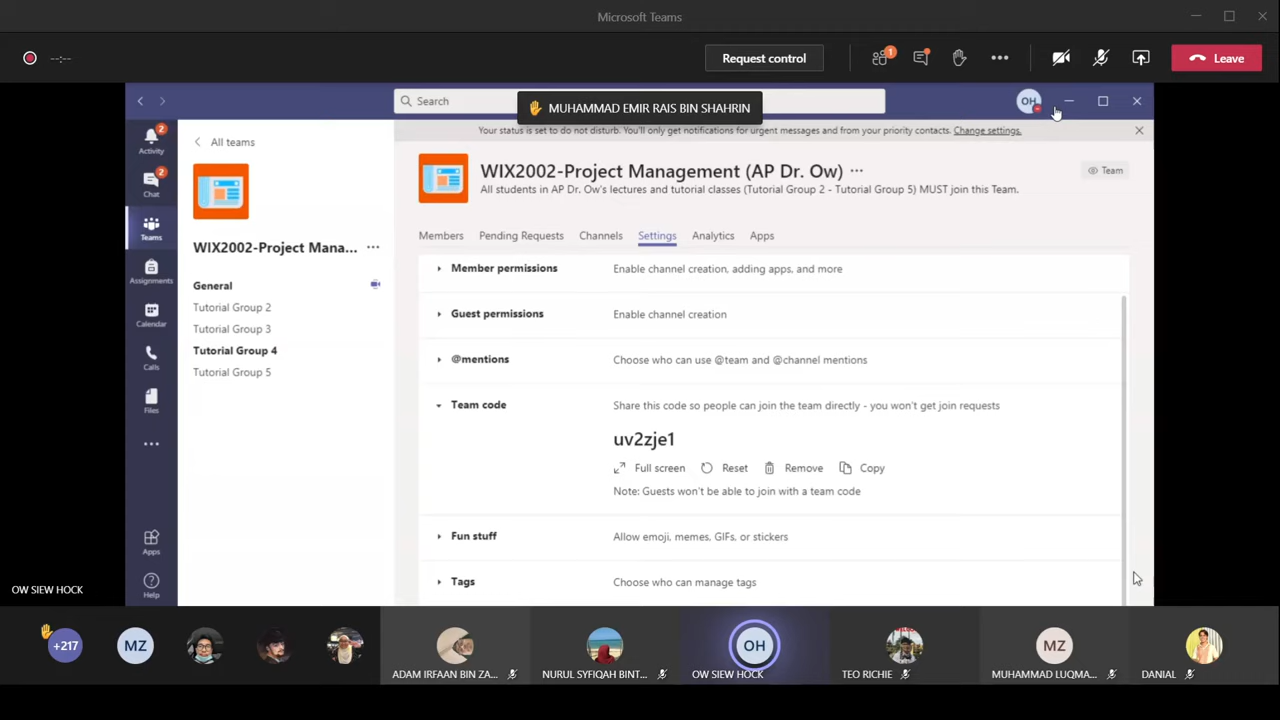 Microsoft Teams
--:--
Request control
1
Leave
Search
MUHAMMAD EMIR RAIS BIN SHAHRIN
OH
Your status is set to do not disturb. You'll only get notifications for urgent messages and from your priority contacts. Change settings.
2
Activity
2
Chat
Teams
Assignments
Calendar
Calls
Files
Apps
Help
All teams
WIX2002-Project Mana...
General
Tutorial Group 2
Tutorial Group 3
Tutorial Group 4
Tutorial Group 5
WIX2002-Project Management (AP Dr. Ow)
Team
All students in AP Dr. Ow's lectures and tutorial classes (Tutorial Group 2 - Tutorial Group 5) MUST join this Team.
Members Pending Requests Channels Settings Analytics Apps
Member permissions Enable channel creation, adding apps, and more
Guest permissions Enable channel creation
@mentions Choose who can use @team and @channel mentions
Team code Share this code so people can join the team directly - you won't get join requests
uv2zje1
Full screen Reset Remove Copy
Note: Guests won't be able to join with a team code
Fun stuff Allow emoji, memes, GIFs, or stickers
Tags Choose who can manage tags
OW SIEW HOCK
+217 MZ OH MZ
ADAM IRFAAN BIN ZA... NURUL SYFIQAH BINT... OW SIEW HOCK TEO RICHIE MUHAMMAD LUQMA... DANIAL